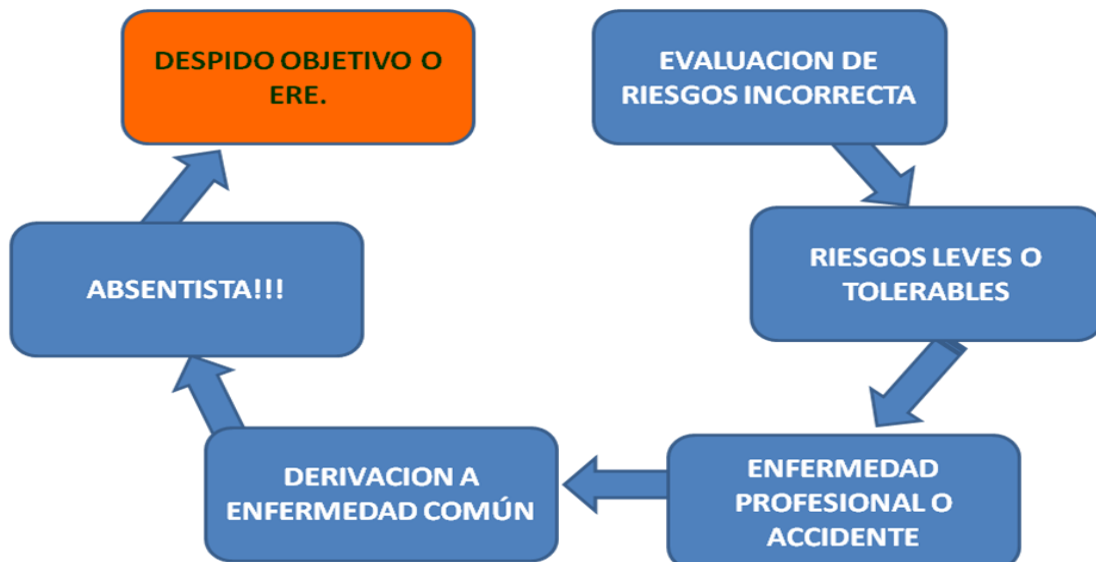 DESPIDO OBJETIVO O
ERE.
EVALUACION DE
RIESGOS INCORRECTA
RIESGOS LEVES O
TOLERABLES
ENFERMEDAD
PROFESIONAL O
ACCIDENTE
DERIVACION A
ENFERMEDAD COMÚN
ABSENTISTA!!!